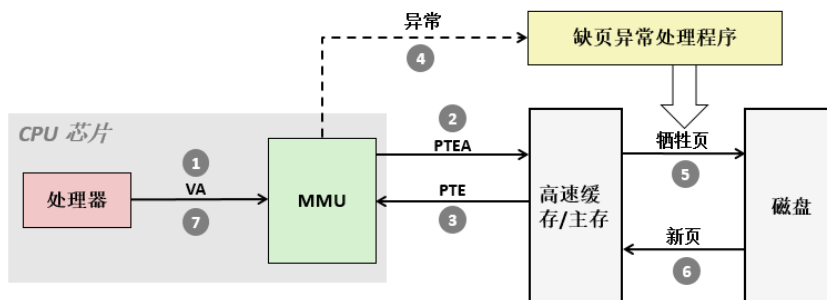 异常
4
缺页异常处理程序
CPU 芯片
2
PTEA
1
VA
7
处理器
MMU
PTE
3
高速缓
存/主存
牺牲页
5
新页
6
磁盘